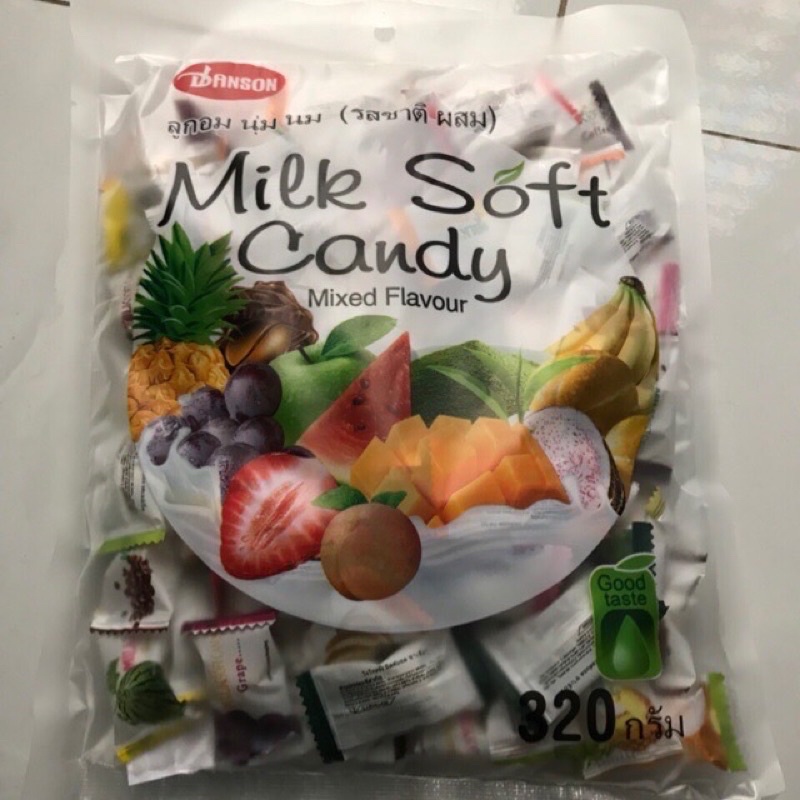 DANSON
ลูกอม นุ่ม นม (รสชาติ ผสม)
Milk Soft
Candy
Mixed Flavour
Good
taste
Grape
320 กรัม